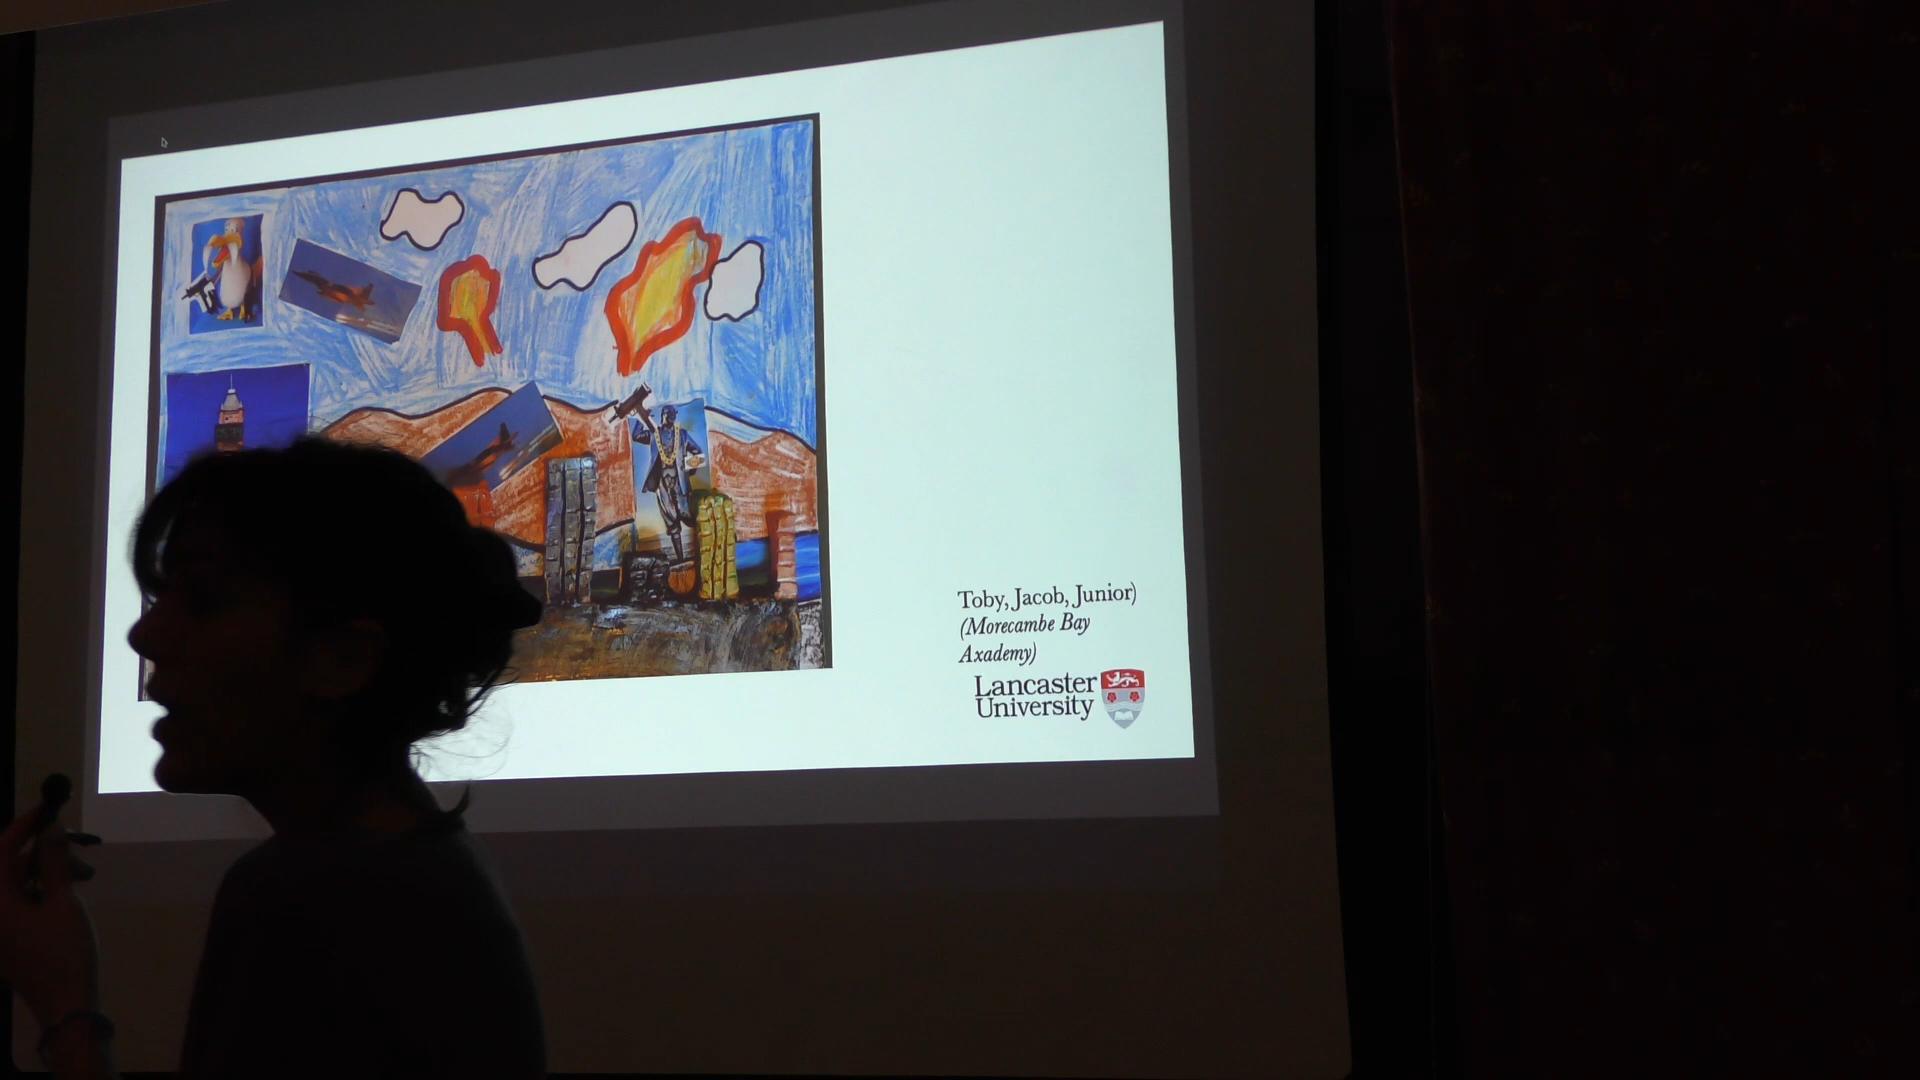 Toby, Jacob, Junior)
(Morecambe Bay
Axademy)
Lancaster
University